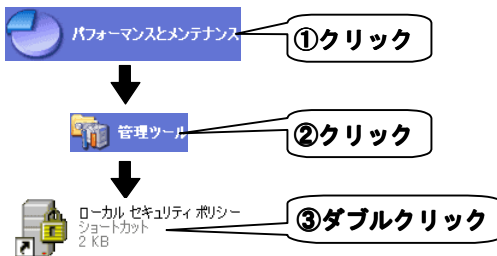 パフォーマンスとメンテナンス
①クリック
管理ツール
②クリック
ローカル セキュリティ ポリシー
ショートカット
2 KB
③ダブルクリック